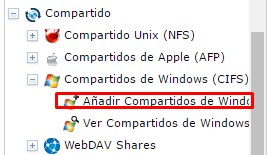 Compartido
Compartido Unix (NFS)
Compartidos de Apple (AFP)
Compartidos de Windows (CIFS)
Añadir Compartidos de Windo
Ver Compartidos de Windows
WebDAV Shares